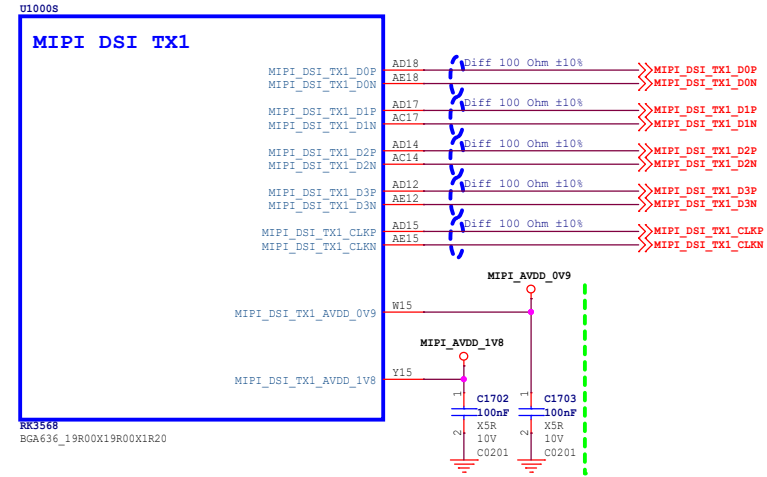 U1000S
MIPI DSI TX1
MIPI_DSI_TX1_D0P AD18 Diff 100 Ohm ±10% MIPI_DSI_TX1_D0P
MIPI_DSI_TX1_D0N AE18 MIPI_DSI_TX1_D0N
MIPI_DSI_TX1_D1P AD17 Diff 100 Ohm ±10% MIPI_DSI_TX1_D1P
MIPI_DSI_TX1_D1N AC17 MIPI_DSI_TX1_D1N
MIPI_DSI_TX1_D2P AD14 Diff 100 Ohm ±10% MIPI_DSI_TX1_D2P
MIPI_DSI_TX1_D2N AC14 MIPI_DSI_TX1_D2N
MIPI_DSI_TX1_D3P AD12 Diff 100 Ohm ±10% MIPI_DSI_TX1_D3P
MIPI_DSI_TX1_D3N AE12 MIPI_DSI_TX1_D3N
MIPI_DSI_TX1_CLKP AD15 Diff 100 Ohm ±10% MIPI_DSI_TX1_CLKP
MIPI_DSI_TX1_CLKN AE15 MIPI_DSI_TX1_CLKN
MIPI_AVDD_0V9
MIPI_DSI_TX1_AVDD_0V9 W15
MIPI_AVDD_1V8
MIPI_DSI_TX1_AVDD_1V8 Y15
1 C1702 1 C1703
100nF 100nF
X5R X5R
2 10V 2 10V
C0201 C0201
RK3568
BGA636_19R00X19R00X1R20